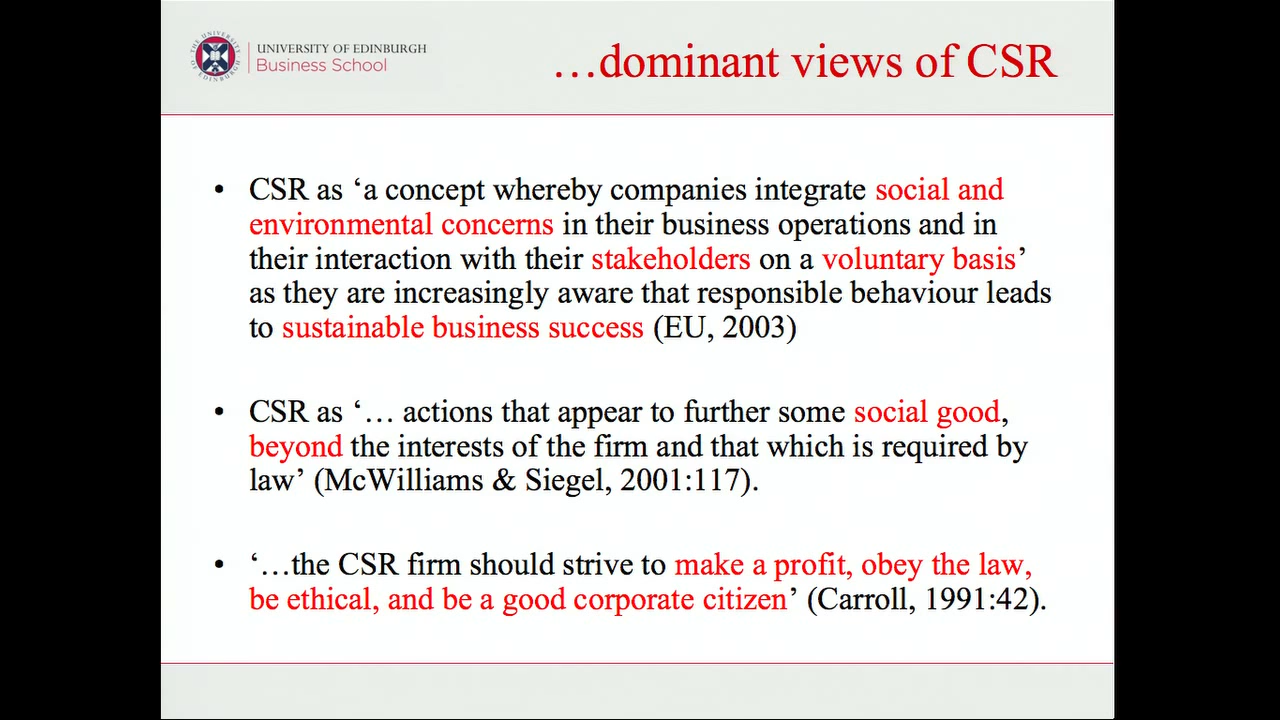 THE UNIVERSITY OF EDINBURGH
UNIVERSITY OF EDINBURGH
Business School
…dominant views of CSR
• CSR as ‘a concept whereby companies integrate social and
environmental concerns in their business operations and in
their interaction with their stakeholders on a voluntary basis’
as they are increasingly aware that responsible behaviour leads
to sustainable business success (EU, 2003)
• CSR as ‘… actions that appear to further some social good,
beyond the interests of the firm and that which is required by
law’ (McWilliams & Siegel, 2001:117).
• ‘…the CSR firm should strive to make a profit, obey the law,
be ethical, and be a good corporate citizen’ (Carroll, 1991:42).